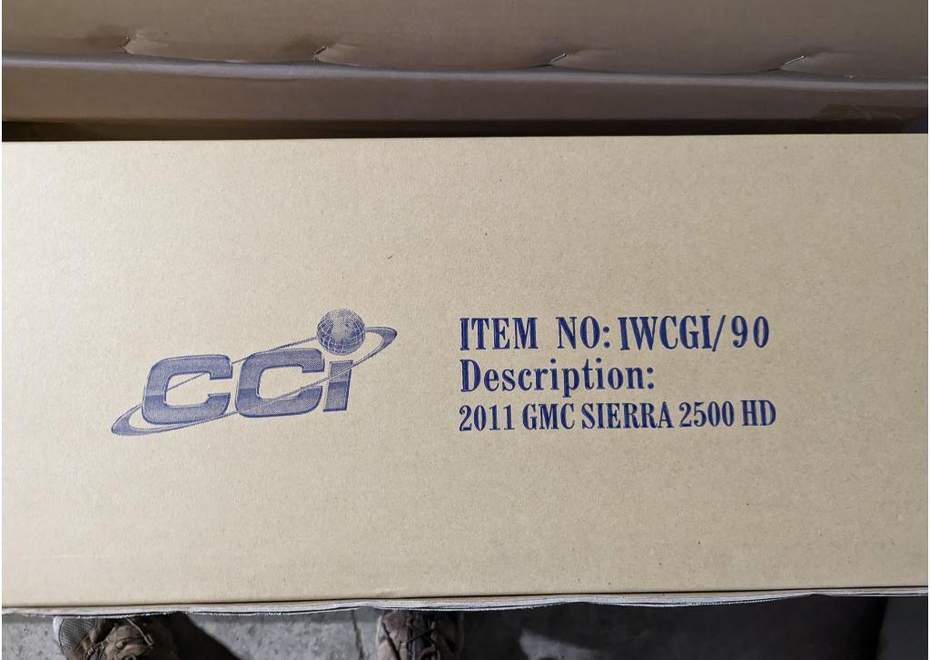 CCi
ITEM NO: IWCGI/90
Description:
2011 GMC SIERRA 2500 HD